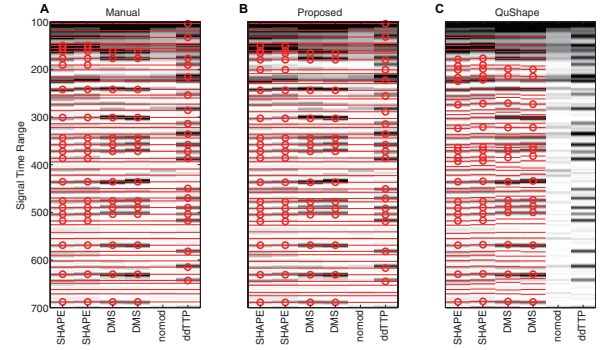 A Manual
B Proposed
C QuShape
Signal Time Range
100
200
300
400
500
600
700
SHAPE
SHAPE
DMS
DMS
nomod
ddTTP
SHAPE
SHAPE
DMS
DMS
nomod
ddTTP
SHAPE
SHAPE
DMS
DMS
nomod
ddTTP